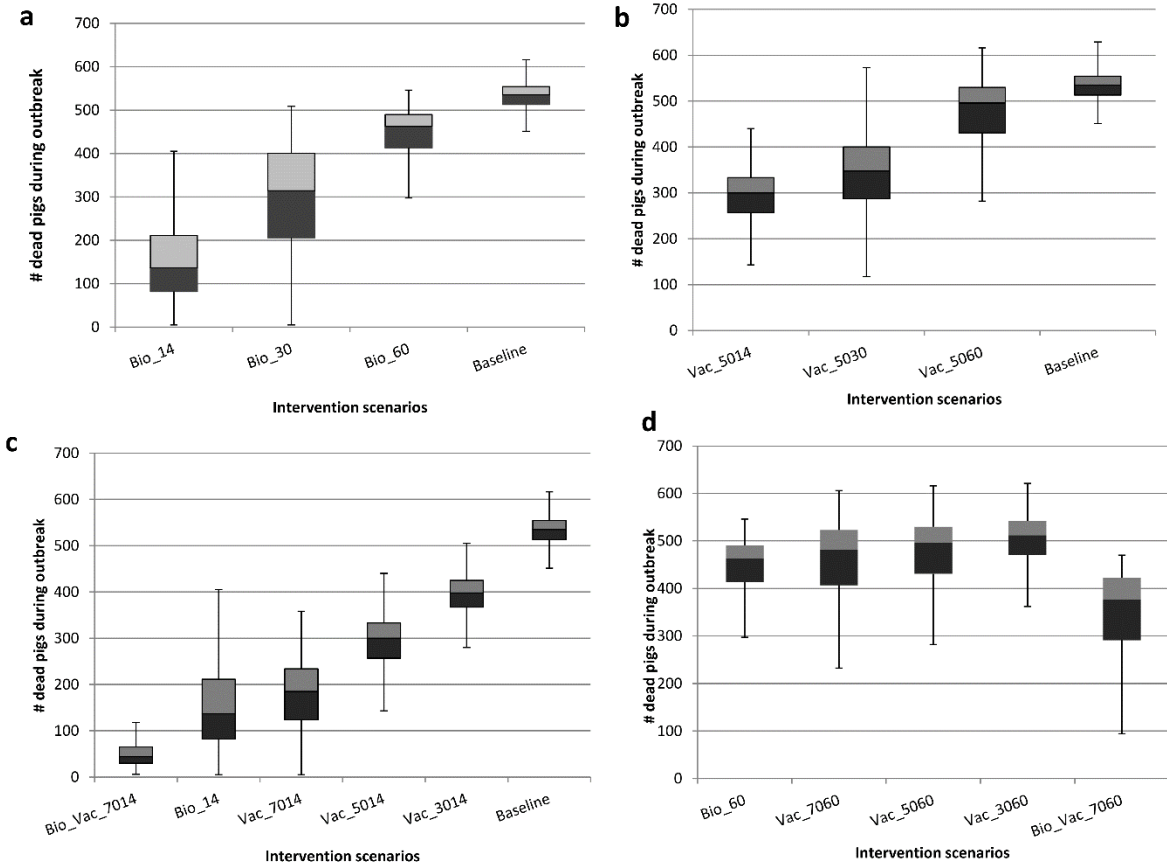 a
700
600
500
400
300
200
100
0
# dead pigs during outbreak
Bio_14
Bio_30
Bio_60
Baseline
Intervention scenarios
b
700
600
500
400
300
200
100
0
# dead pigs during outbreak
Vac_5014
Vac_5030
Vac_5060
Baseline
Intervention scenarios
c
700
600
500
400
300
200
100
0
# dead pigs during outbreak
Bio_Vac_7014
Bio_14
Vac_7014
Vac_5014
Vac_3014
Baseline
Intervention scenarios
d
700
600
500
400
300
200
100
0
# dead pigs during outbreak
Bio_60
Vac_7060
Vac_5060
Vac_3060
Bio_Vac_7060
Intervention scenarios